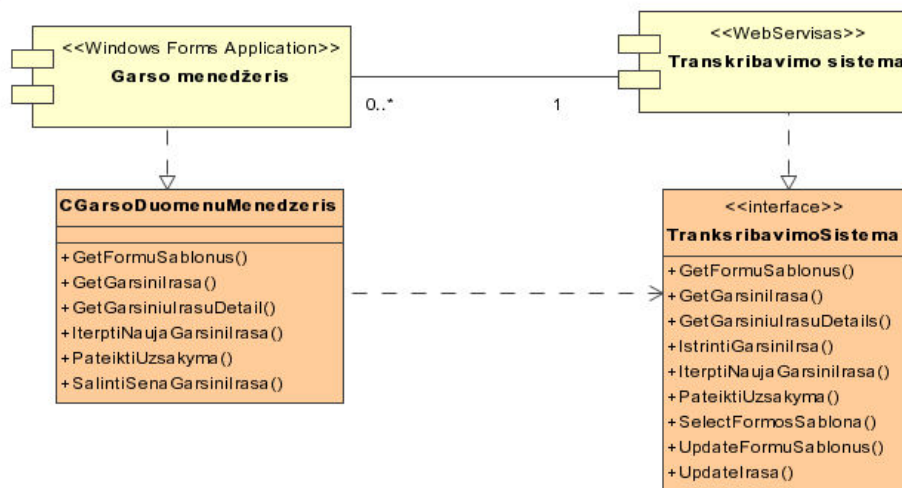 <<Windows Forms Application>>
Garso menedžeris
0..*
1
<<WebServisas>>
Transkribavimo sistema
CGarsoDuomenuMenedzeris
+GetFormuSablonus()
+GetGarsiniIrasa()
+GetGarsiniuIrasuDetail()
+IterptiNaujaGarsiniIrasa()
+PateiktiUzsakyma()
+SalintiSenaGarsiniIrasa()
<<interface>>
TranksribavimoSistema
+GetFormuSablonus()
+GetGarsiniIrasa()
+GetGarsiniuIrasuDetails()
+IstrintiGarsiniIrsa()
+IterptiNaujaGarsiniIrasa()
+PateiktiUzsakyma()
+SelectFormosSablona()
+UpdateFormuSablonus()
+UpdateIrasa()